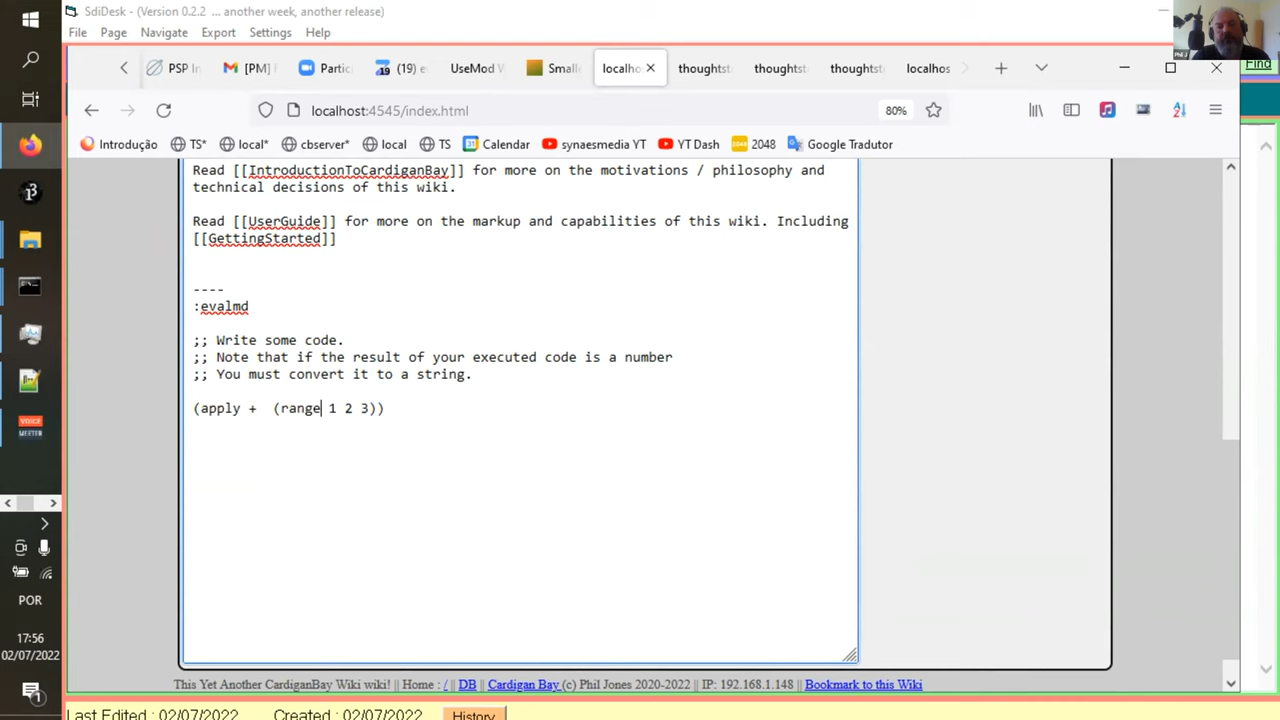 SdiDesk - (Version 0.2.2 ... another week, another release)
File Page Navigate Export Settings Help
PSP In [PM] Partici (19) e UseMod W Smalle localho thoughtst thoughtst thoughtst localhos
Phil J
Find
localhost:4545/index.html 80%
Introdução TS* local* cbserver* local TS Calendar synaesmedia YT YT Dash 2048 Google Tradutor
Read [[IntroductionToCardiganBay]] for more on the motivations / philosophy and
technical decisions of this wiki.
Read [[UserGuide]] for more on the markup and capabilities of this wiki. Including
[[GettingStarted]]
----
:evalmd
;; Write some code.
;; Note that if the result of your executed code is a number
;; You must convert it to a string.
(apply +  (range 1 2 3))
VOICE
MEETER
POR
17:56
02/07/2022
1
This Yet Another CardiganBay Wiki wiki! || Home : / || DB || Cardigan Bay (c) Phil Jones 2020-2022 || IP: 192.168.1.148 || Bookmark to this Wiki
Last Edited : 02/07/2022 Created : 02/07/2022 History